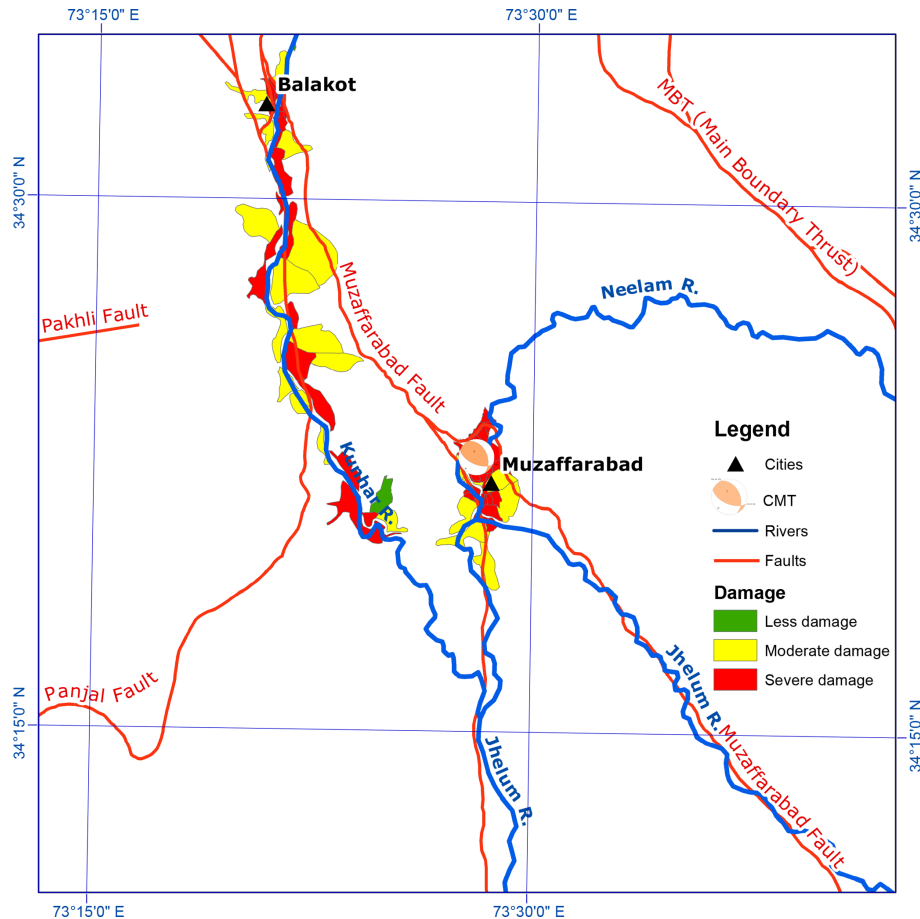 73°15'0" E
73°30'0" E
Balakot
MBT (Main Boundary Thrust)
34°30'0" N
34°30'0" N
Muzaffarabad Fault
Neelam R.
Pakhli Fault
Legend
Kunhar R.
Muzaffarabad
Cities
CMT
Rivers
Faults
Damage
Less damage
Moderate damage
Severe damage
Jhelum R.
Panjal Fault
34°15'0" N
34°15'0" N
Jhelum R.
Muzaffarabad Fault
73°15'0" E
73°30'0" E